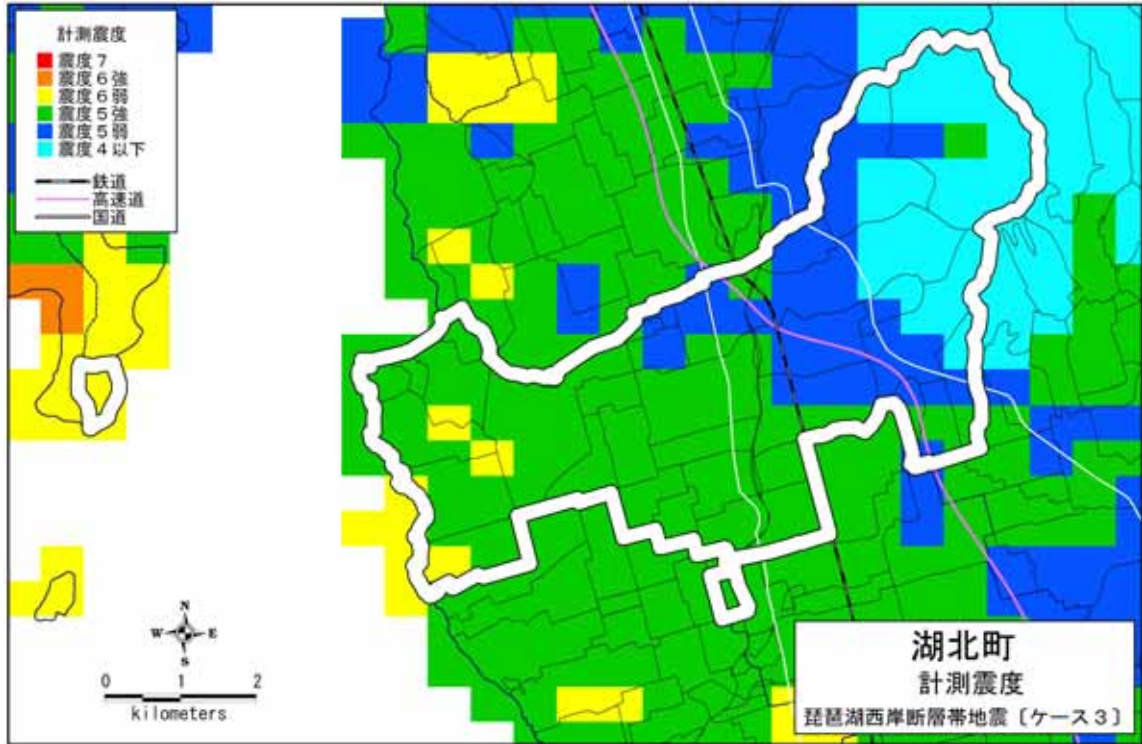 計測震度
震度7
震度6強
震度6弱
震度5強
震度5弱
震度4以下
鉄道
高速道
国道
N
W E
S
0 1 2
kilometers
湖北町
計測震度
琵琶湖西岸断層帯地震〔ケース3〕